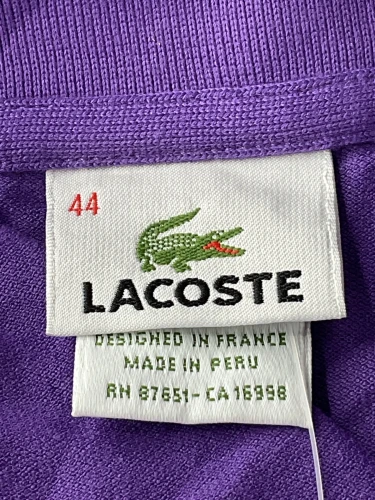 44
LACOSTE
DESIGNED IN FRANCE
MADE IN PERU
RN 87651-CA 16998